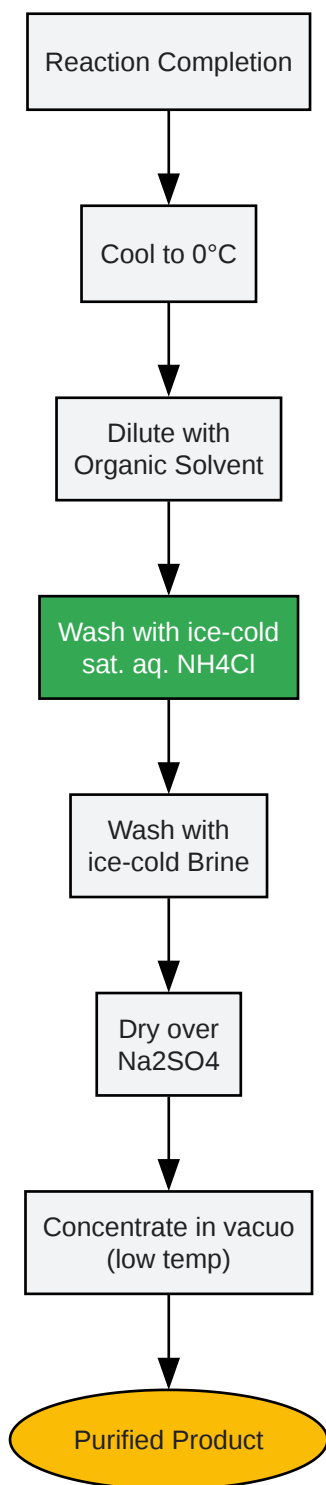 Reaction Completion
Cool to 0°C
Dilute with
Organic Solvent
Wash with ice-cold
sat. aq. NH4Cl
Wash with
ice-cold Brine
Dry over
Na2SO4
Concentrate in vacuo
(low temp)
Purified Product